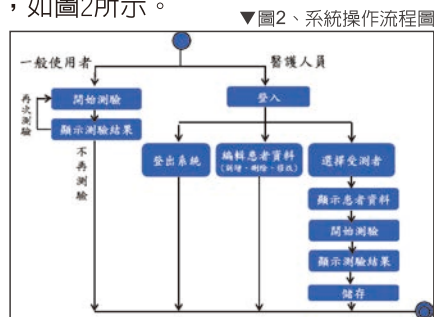 ，如圖2所示。
▼圖2、系統操作流程圖
一般使用者
醫護人員
開始測驗
登入
再次測驗
顯示測驗結果
不再測驗
登出系統
編輯患者資料
(新增、刪除、修改)
選擇受測者
顯示患者資料
開始測驗
顯示測驗結果
儲存